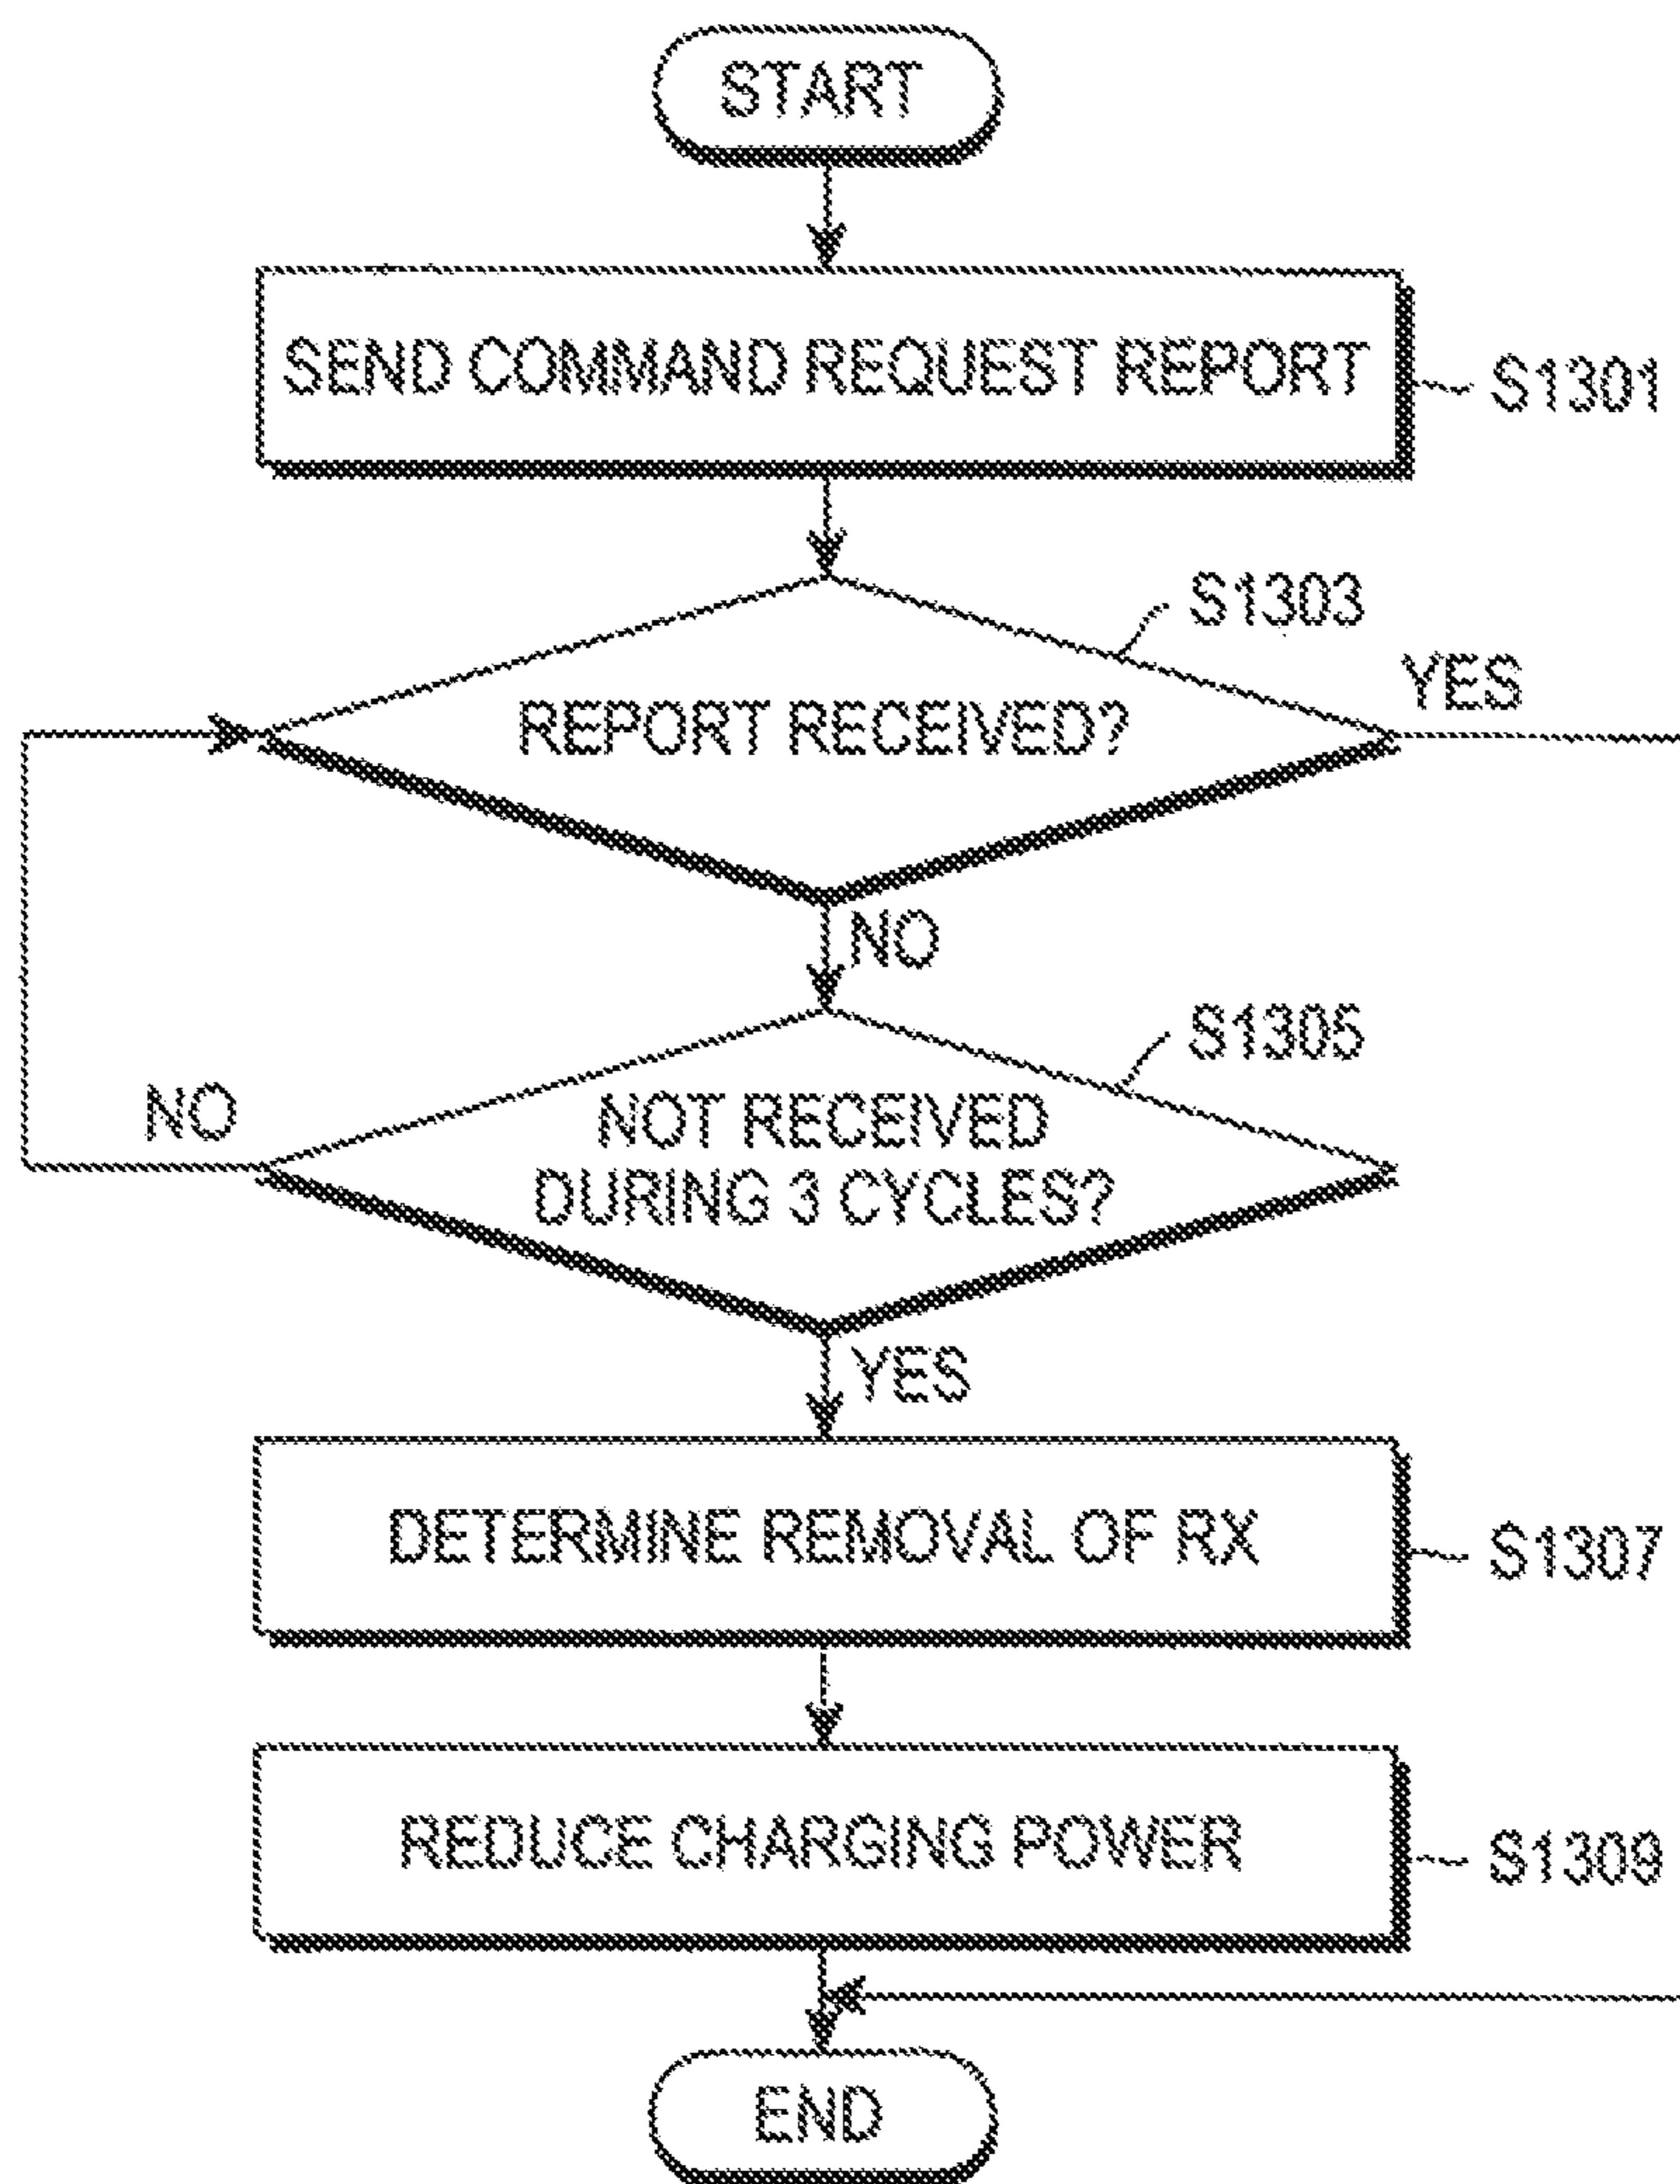 START
SEND COMMAND REQUEST REPORT
S1301
S1303
YES
REPORT RECEIVED?
NO
S1305
NO
NOT RECEIVED
DURING 3 CYCLES?
YES
DETERMINE REMOVAL OF RX
S1307
REDUCE CHARGING POWER
S1309
END